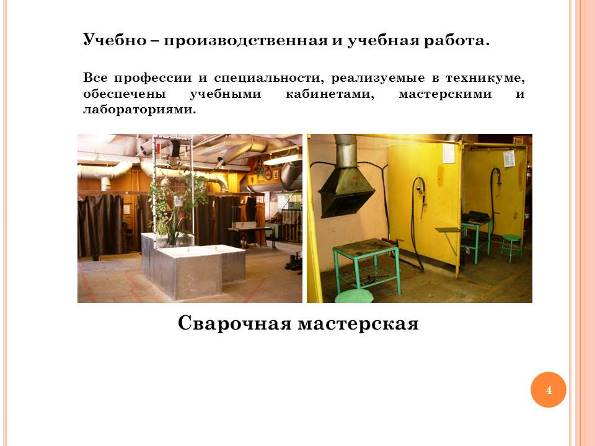 Учебно – производственная и учебная работа.
Все профессии и специальности, реализуемые в техникуме,
обеспечены учебными кабинетами, мастерскими и
лабораториями.
Сварочная мастерская
4